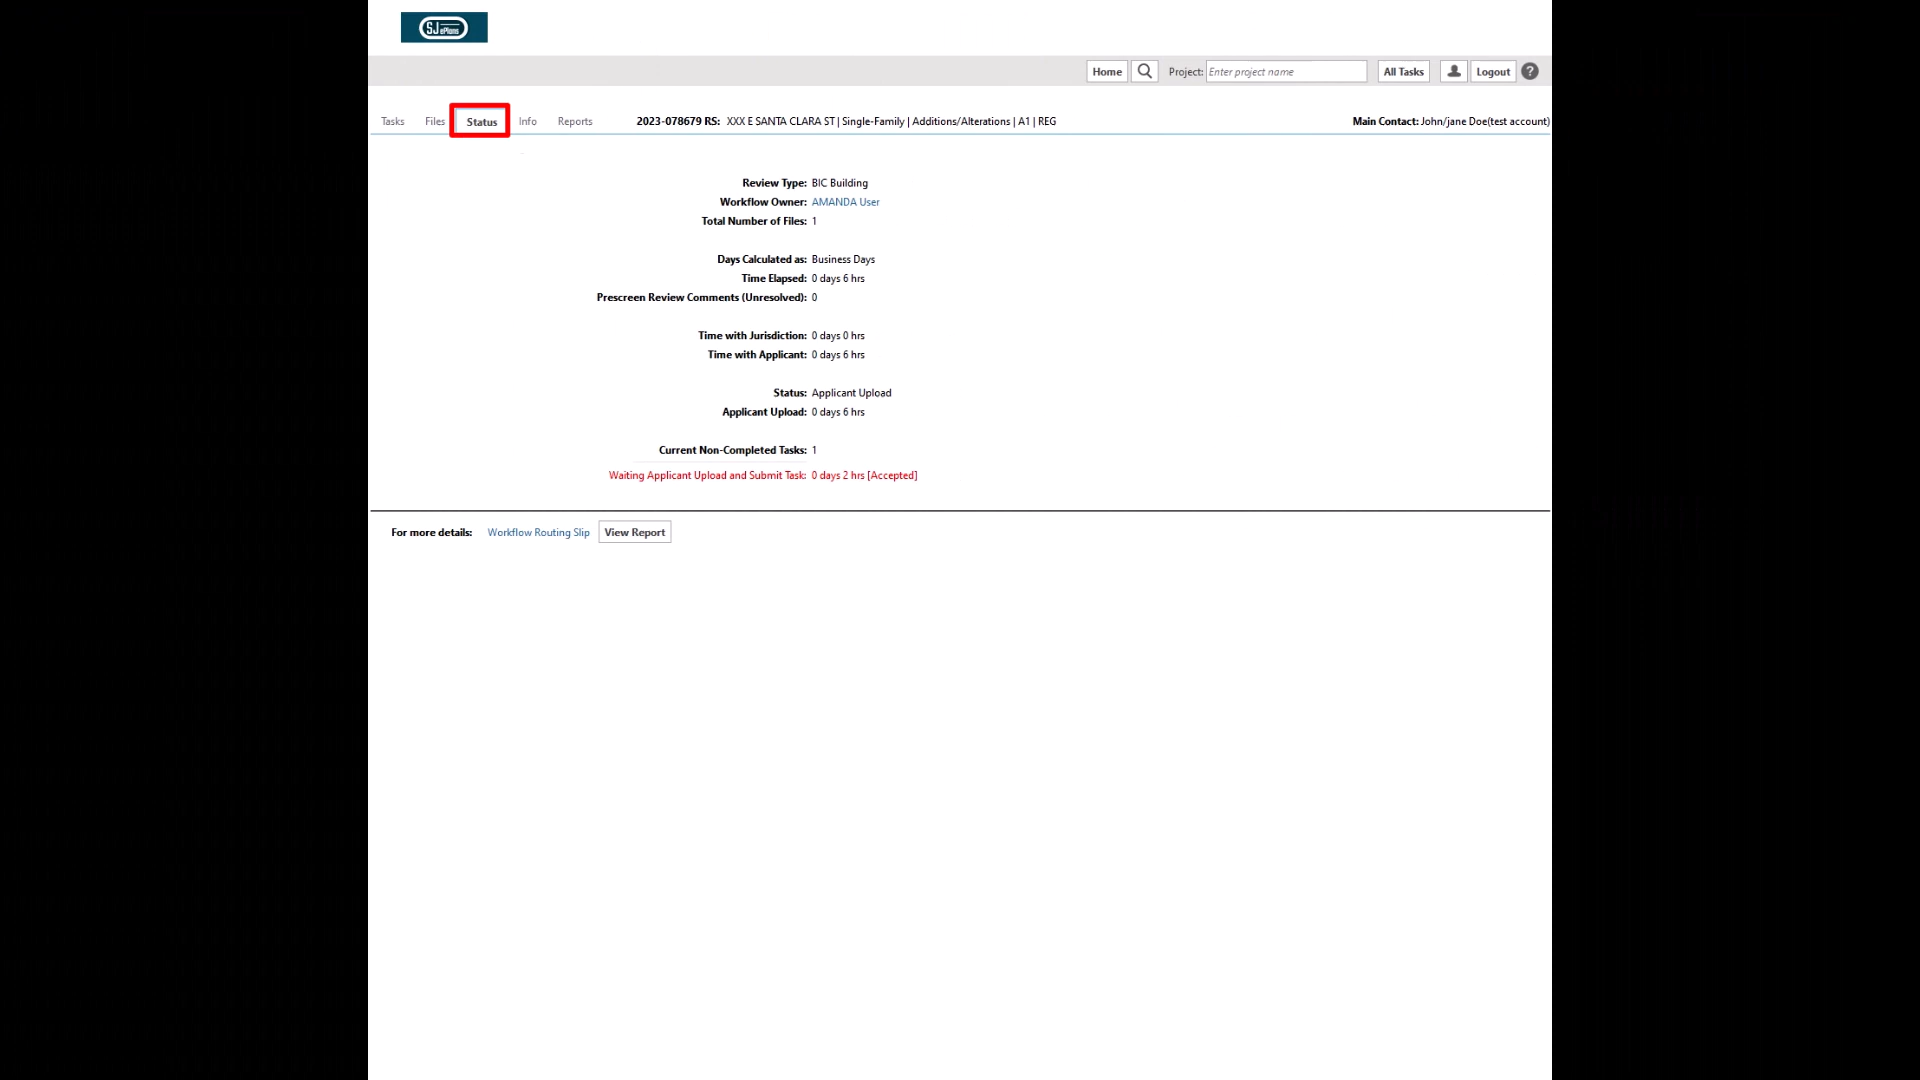 SJ ePlans
Home Project: Enter project name All Tasks Logout ?
Tasks Files Status Info Reports 2023-078679 RS: XXX E SANTA CLARA ST | Single-Family | Additions/Alterations | A1 | REG Main Contact: John/jane Doe(test account)
Review Type: BIC Building
Workflow Owner: AMANDA User
Total Number of Files: 1
Days Calculated as: Business Days
Time Elapsed: 0 days 6 hrs
Prescreen Review Comments (Unresolved): 0
Time with Jurisdiction: 0 days 0 hrs
Time with Applicant: 0 days 6 hrs
Status: Applicant Upload
Applicant Upload: 0 days 6 hrs
Current Non-Completed Tasks: 1
Waiting Applicant Upload and Submit Task: 0 days 2 hrs [Accepted]
For more details: Workflow Routing Slip View Report